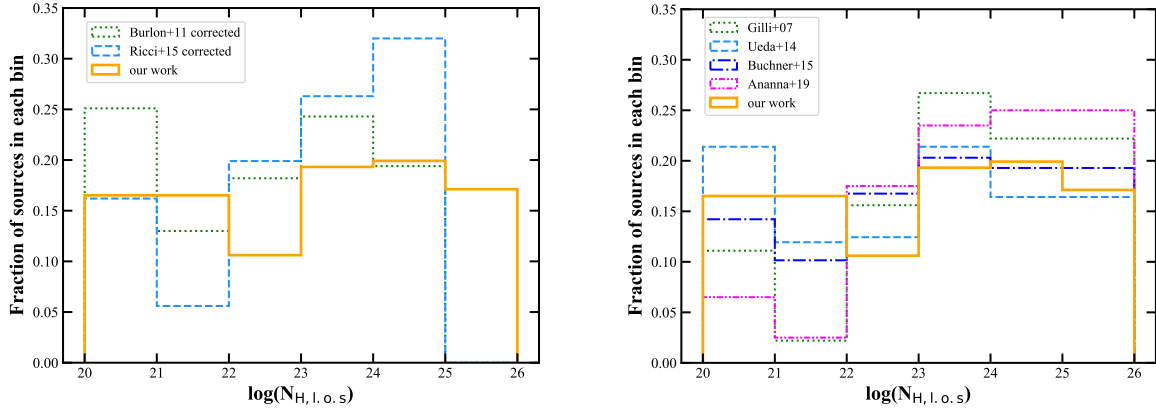 Burlon+11 corrected
Ricci+15 corrected
our work
0.35
0.30
0.25
0.20
0.15
0.10
0.05
0.00
Fraction of sources in each bin
20 21 22 23 24 25 26
log(N_H, l.o.s)
Gilli+07
Ueda+14
Buchner+15
Ananna+19
our work
0.35
0.30
0.25
0.20
0.15
0.10
0.05
0.00
Fraction of sources in each bin
20 21 22 23 24 25 26
log(N_H, l.o.s)